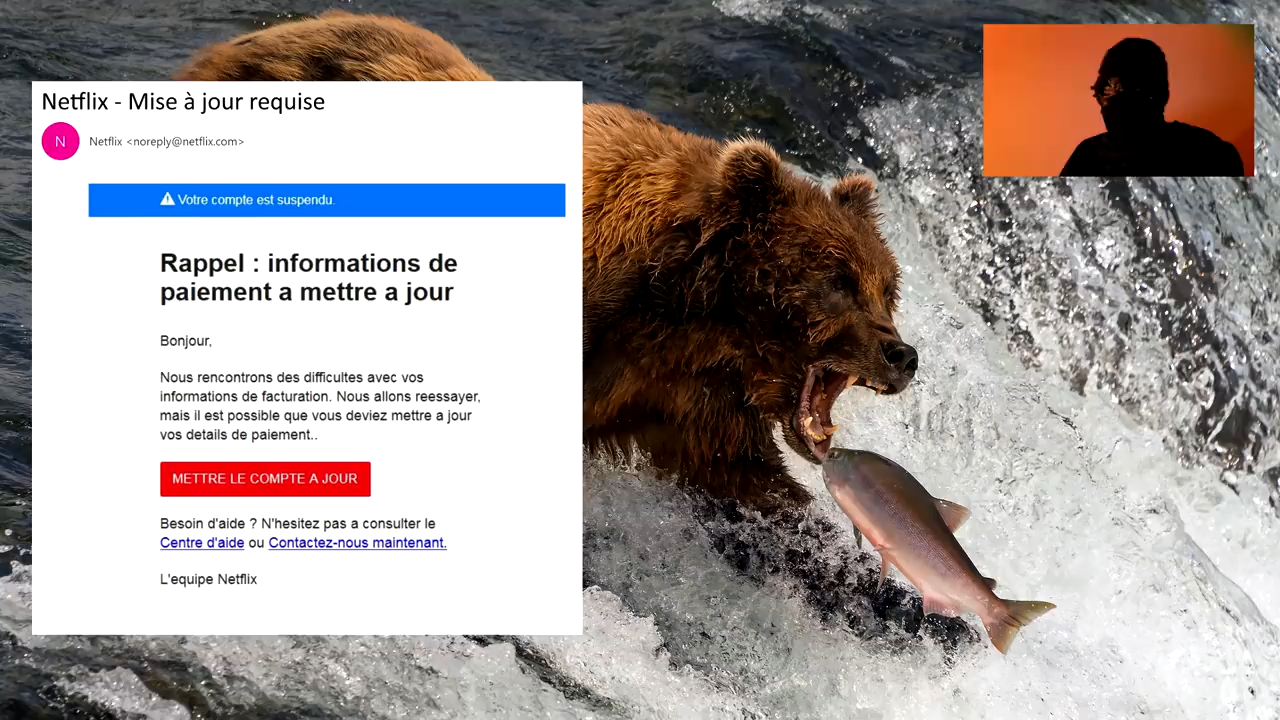 Netflix - Mise à jour requise
N
Netflix <noreply@netflix.com>
Votre compte est suspendu.
Rappel : informations de
paiement a mettre a jour
Bonjour,
Nous rencontrons des difficultes avec vos
informations de facturation. Nous allons reessayer,
mais il est possible que vous deviez mettre a jour
vos details de paiement..
METTRE LE COMPTE A JOUR
Besoin d'aide ? N'hesitez pas a consulter le
Centre d'aide ou Contactez-nous maintenant.
L'equipe Netflix